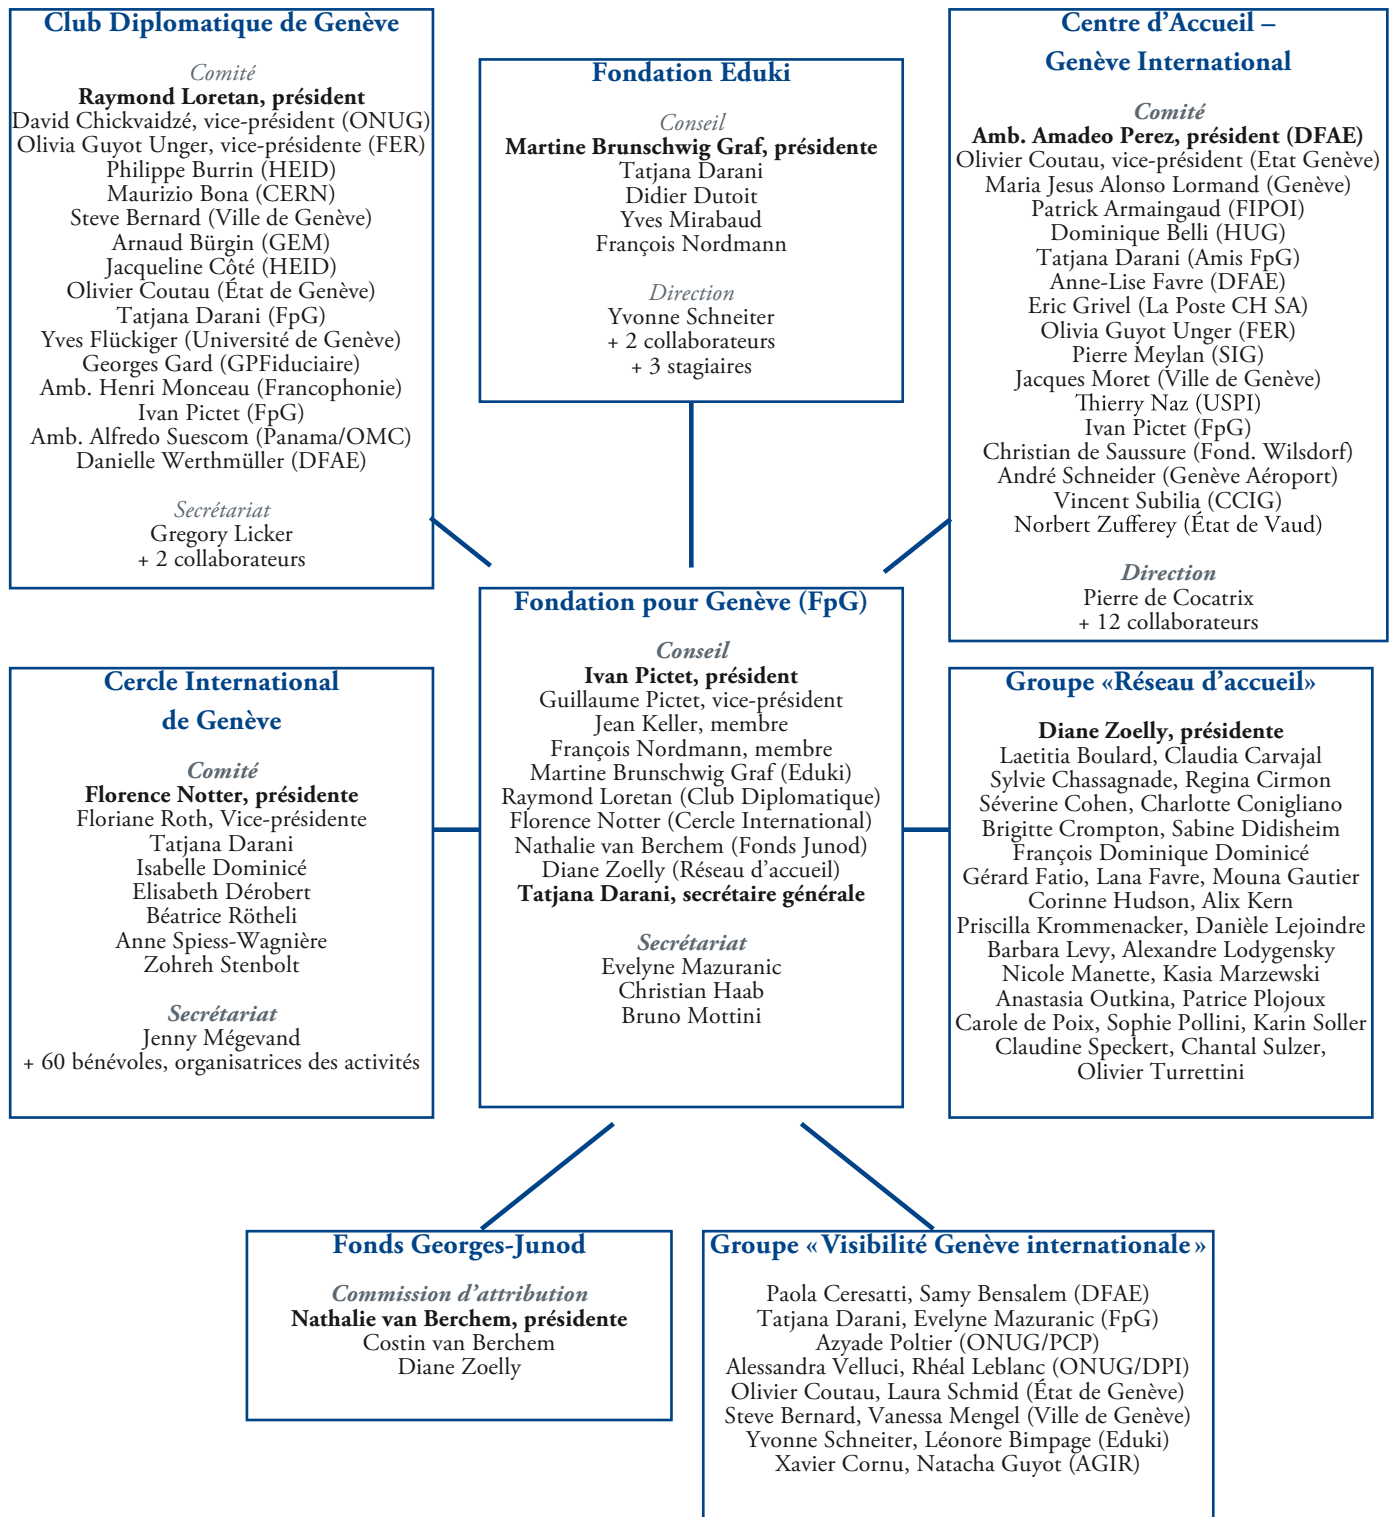 Club Diplomatique de Genève
Comité
Raymond Loretan, président
David Chickvaidzé, vice-président (ONUG)
Olivia Guyot Unger, vice-présidente (FER)
Philippe Burrin (HEID)
Maurizio Bona (CERN)
Steve Bernard (Ville de Genève)
Arnaud Bürgin (GEM)
Jacqueline Côté (HEID)
Olivier Coutau (État de Genève)
Tatjana Darani (FpG)
Yves Flückiger (Université de Genève)
Georges Gard (GPFiduciaire)
Amb. Henri Monceau (Francophonie)
Ivan Pictet (FpG)
Amb. Alfredo Suescom (Panama/OMC)
Danielle Werthmüller (DFAE)
Secrétariat
Gregory Licker
+ 2 collaborateurs
Fondation Eduki
Conseil
Martine Brunschwig Graf, présidente
Tatjana Darani
Didier Dutoit
Yves Mirabaud
François Nordmann
Direction
Yvonne Schneiter
+ 2 collaborateurs
+ 3 stagiaires
Centre d'Accueil –
Genève International
Comité
Amb. Amadeo Perez, président (DFAE)
Olivier Coutau, vice-président (Etat Genève)
Maria Jesus Alonso Lormand (Genève)
Patrick Armaingaud (FIPOI)
Dominique Belli (HUG)
Tatjana Darani (Amis FpG)
Anne-Lise Favre (DFAE)
Eric Grivel (La Poste CH SA)
Olivia Guyot Unger (FER)
Pierre Meylan (SIG)
Jacques Moret (Ville de Genève)
Thierry Naz (USPI)
Ivan Pictet (FpG)
Christian de Saussure (Fond. Wilsdorf)
André Schneider (Genève Aéroport)
Vincent Subilia (CCIG)
Norbert Zufferey (État de Vaud)
Direction
Pierre de Cocatrix
+ 12 collaborateurs
Cercle International
de Genève
Comité
Florence Notter, présidente
Floriane Roth, Vice-présidente
Tatjana Darani
Isabelle Dominicé
Elisabeth Dérobert
Béatrice Rötheli
Anne Spiess-Wagnière
Zohreh Stenbolt
Secrétariat
Jenny Mégevand
+ 60 bénévoles, organisatrices des activités
Fondation pour Genève (FpG)
Conseil
Ivan Pictet, président
Guillaume Pictet, vice-président
Jean Keller, membre
François Nordmann, membre
Martine Brunschwig Graf (Eduki)
Raymond Loretan (Club Diplomatique)
Florence Notter (Cercle International)
Nathalie van Berchem (Fonds Junod)
Diane Zoelly (Réseau d'accueil)
Tatjana Darani, secrétaire générale
Secrétariat
Evelyne Mazuranic
Christian Haab
Bruno Mottini
Groupe «Réseau d'accueil»
Diane Zoelly, présidente
Laetitia Boulard, Claudia Carvajal
Sylvie Chassagnade, Regina Cirmon
Séverine Cohen, Charlotte Conigliano
Brigitte Crompton, Sabine Didisheim
François Dominique Dominicé
Gérard Fatio, Lana Favre, Mouna Gautier
Corinne Hudson, Alix Kern
Priscilla Krommenacker, Danièle Lejoindre
Barbara Levy, Alexandre Lodygensky
Nicole Manette, Kasia Marzewski
Anastasia Outkina, Patrice Plojoux
Carole de Poix, Sophie Pollini, Karin Soller
Claudine Speckert, Chantal Sulzer,
Olivier Turrettini
Fonds Georges-Junod
Commission d'attribution
Nathalie van Berchem, présidente
Costin van Berchem
Diane Zoelly
Groupe «Visibilité Genève internationale»
Paola Ceresatti, Samy Bensalem (DFAE)
Tatjana Darani, Evelyne Mazuranic (FpG)
Azyade Poltier (ONUG/PCP)
Alessandra Velluci, Rhéal Leblanc (ONUG/DPI)
Olivier Coutau, Laura Schmid (État de Genève)
Steve Bernard, Vanessa Mengel (Ville de Genève)
Yvonne Schneiter, Léonore Bimpage (Eduki)
Xavier Cornu, Natacha Guyot (AGIR)